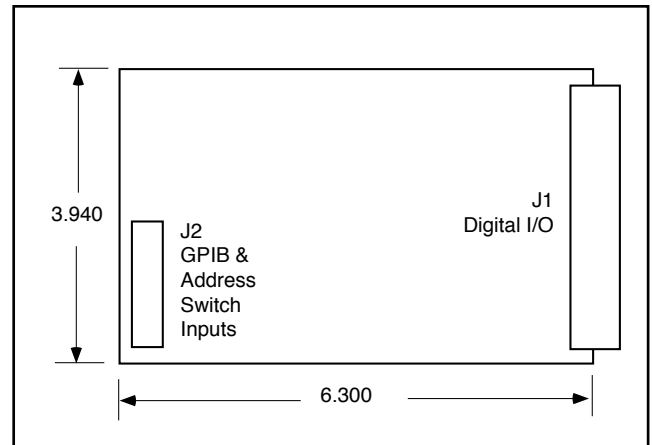 3.940
J2
GPIB &
Address
Switch
Inputs
J1
Digital I/O
6.300